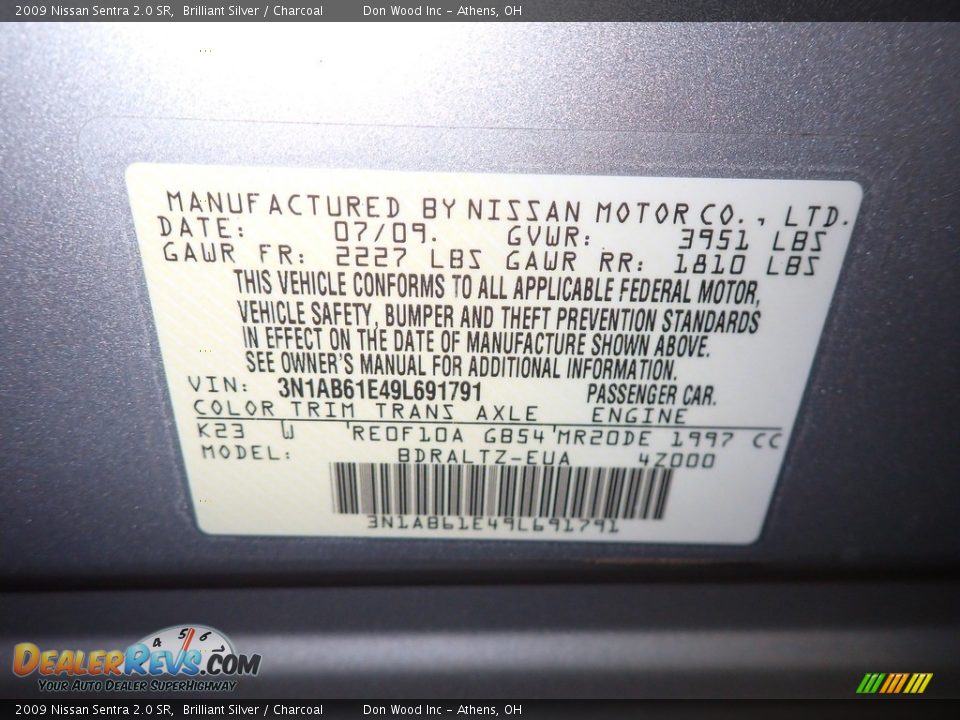 2009 Nissan Sentra 2.0 SR, Brilliant Silver / Charcoal Don Wood Inc - Athens, OH
MANUFACTURED BY NISSAN MOTOR CO., LTD.
DATE: 07/09. GVWR: 3951 LBS
GAWR FR: 2227 LBS GAWR RR: 1810 LBS
THIS VEHICLE CONFORMS TO ALL APPLICABLE FEDERAL MOTOR,
VEHICLE SAFETY, BUMPER AND THEFT PREVENTION STANDARDS
IN EFFECT ON THE DATE OF MANUFACTURE SHOWN ABOVE.
SEE OWNER'S MANUAL FOR ADDITIONAL INFORMATION.
VIN: 3N1AB61E49L691791 PASSENGER CAR.
COLOR TRIM TRANS AXLE ENGINE
K23 W 'RE0F10A GB54'MR20DE 1997 CC
MODEL: BDRALTZ-EUA 4Z000
3N1AB61E49L691791
4 5 6
DEALERREVS.COM
Your Auto Dealer SuperHighway
2009 Nissan Sentra 2.0 SR, Brilliant Silver / Charcoal Don Wood Inc - Athens, OH